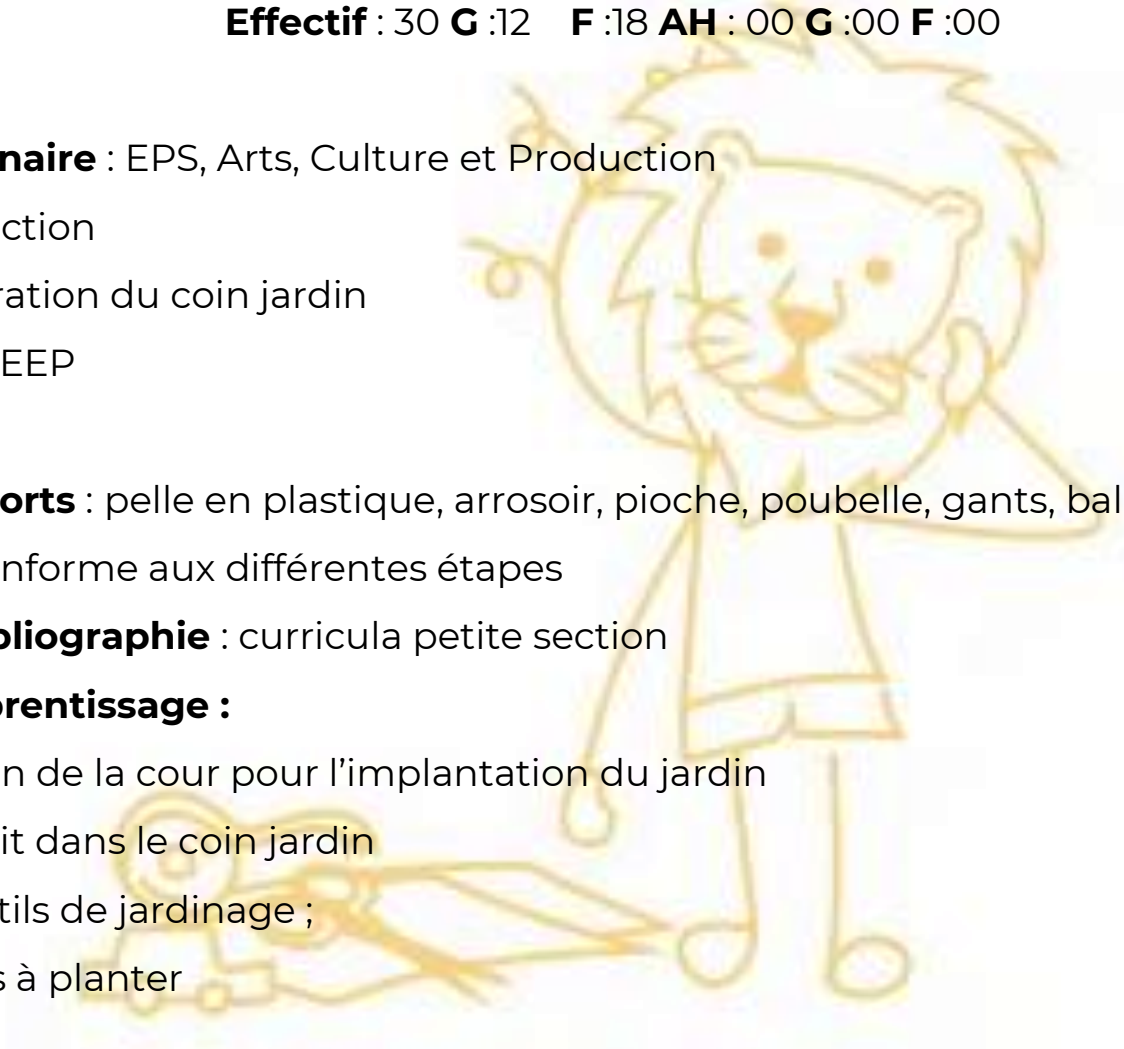 Effectif : 30 G :12 F :18 AH : 00 G :00 F :00
naire : EPS, Arts, Culture et Production
ction
ration du coin jardin
EEP
orts : pelle en plastique, arrosoir, pioche, poubelle, gants, bal
nforme aux différentes étapes
bliographie : curricula petite section
prentissage :
n de la cour pour l’implantation du jardin
it dans le coin jardin
tils de jardinage ;
s à planter